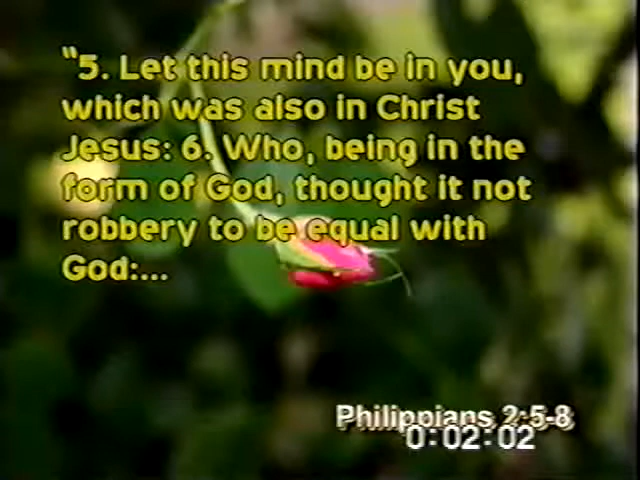 “5. Let this mind be in you,
which was also in Christ
Jesus: 6. Who, being in the
form of God, thought it not
robbery to be equal with
God:...
Philippians 2:5-8
0:02:02